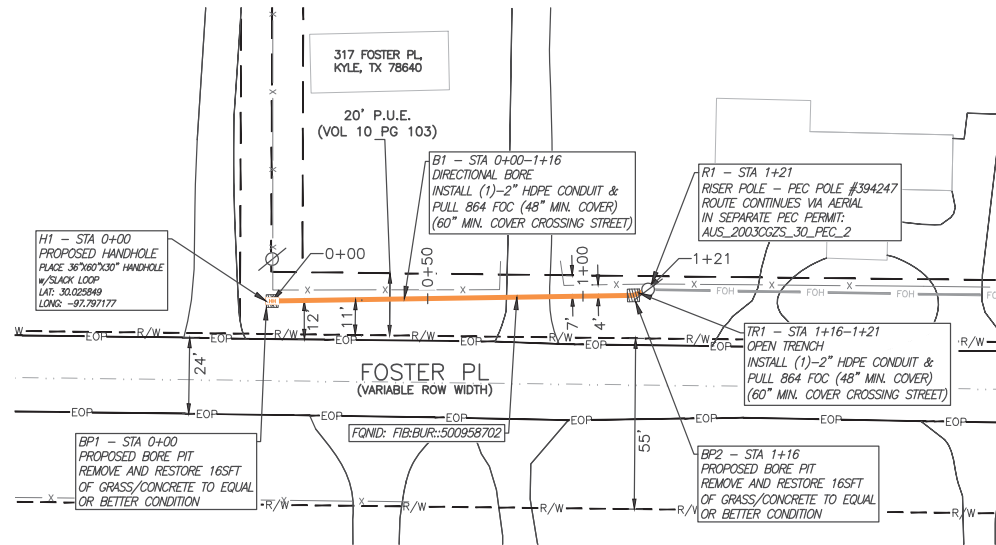 317 FOSTER PL,
KYLE, TX 78640
20' P.U.E.
(VOL 10 PG 103)
B1 – STA 0+00–1+16
DIRECTIONAL BORE
INSTALL (1)–2" HDPE CONDUIT &
PULL 864 FOC (48" MIN. COVER)
(60" MIN. COVER CROSSING STREET)
R1 – STA 1+21
RISER POLE – PEC POLE #394247
ROUTE CONTINUES VIA AERIAL
IN SEPARATE PEC PERMIT:
AUS_2003CGZS_30_PEC_2
H1 – STA 0+00
PROPOSED HANDHOLE
PLACE 36"X60"X30" HANDHOLE
w/SLACK LOOP
LAT: 30.025849
LONG: –97.797177
0+00
0+50
1+00
1+21
X
X
X
X
X
X
X
X
X
X
FOH
FOH
FOH
FOH
HH
12'
11'
7'
4'
TR1 – STA 1+16–1+21
OPEN TRENCH
INSTALL (1)–2" HDPE CONDUIT &
PULL 864 FOC (48" MIN. COVER)
(60" MIN. COVER CROSSING STREET)
W
R/W
R/W
R/W
R/W
R/W
R/W
EOP
EOP
EOP
EOP
EOP
24'
FOSTER PL
(VARIABLE ROW WIDTH)
55'
EOP
EOP
EOP
EOP
EOP
EOP
EOP
EOP
FQNID: FIB:BUR::500958702
BP1 – STA 0+00
PROPOSED BORE PIT
REMOVE AND RESTORE 16SFT
OF GRASS/CONCRETE TO EQUAL
OR BETTER CONDITION
BP2 – STA 1+16
PROPOSED BORE PIT
REMOVE AND RESTORE 16SFT
OF GRASS/CONCRETE TO EQUAL
OR BETTER CONDITION
X
X
X
R/W
R/W
R/W
R/W
R/W